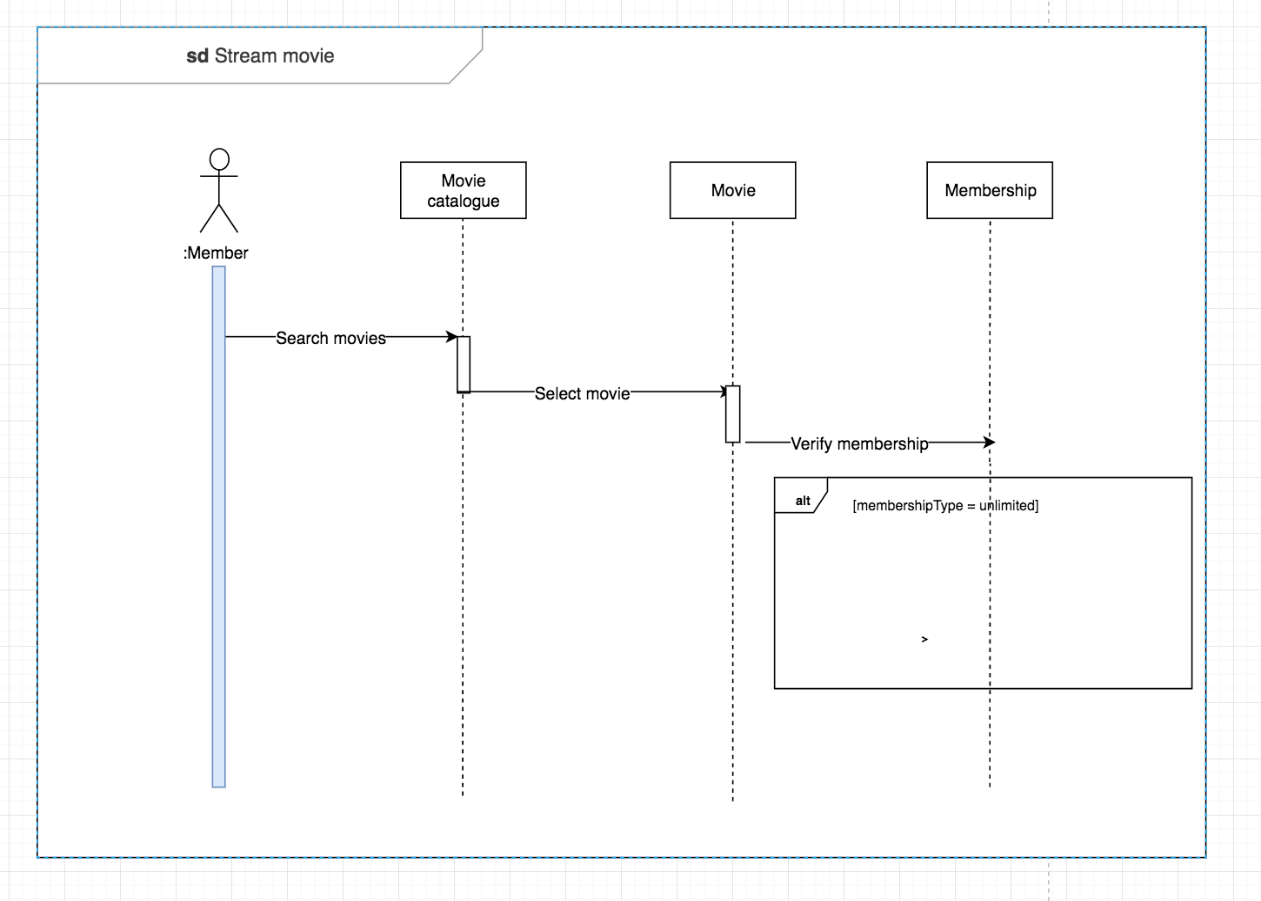 sd Stream movie
Movie
catalogue
Movie
Membership
:Member
Search movies
Select movie
Verify membership
alt
[membershipType = unlimited]
>